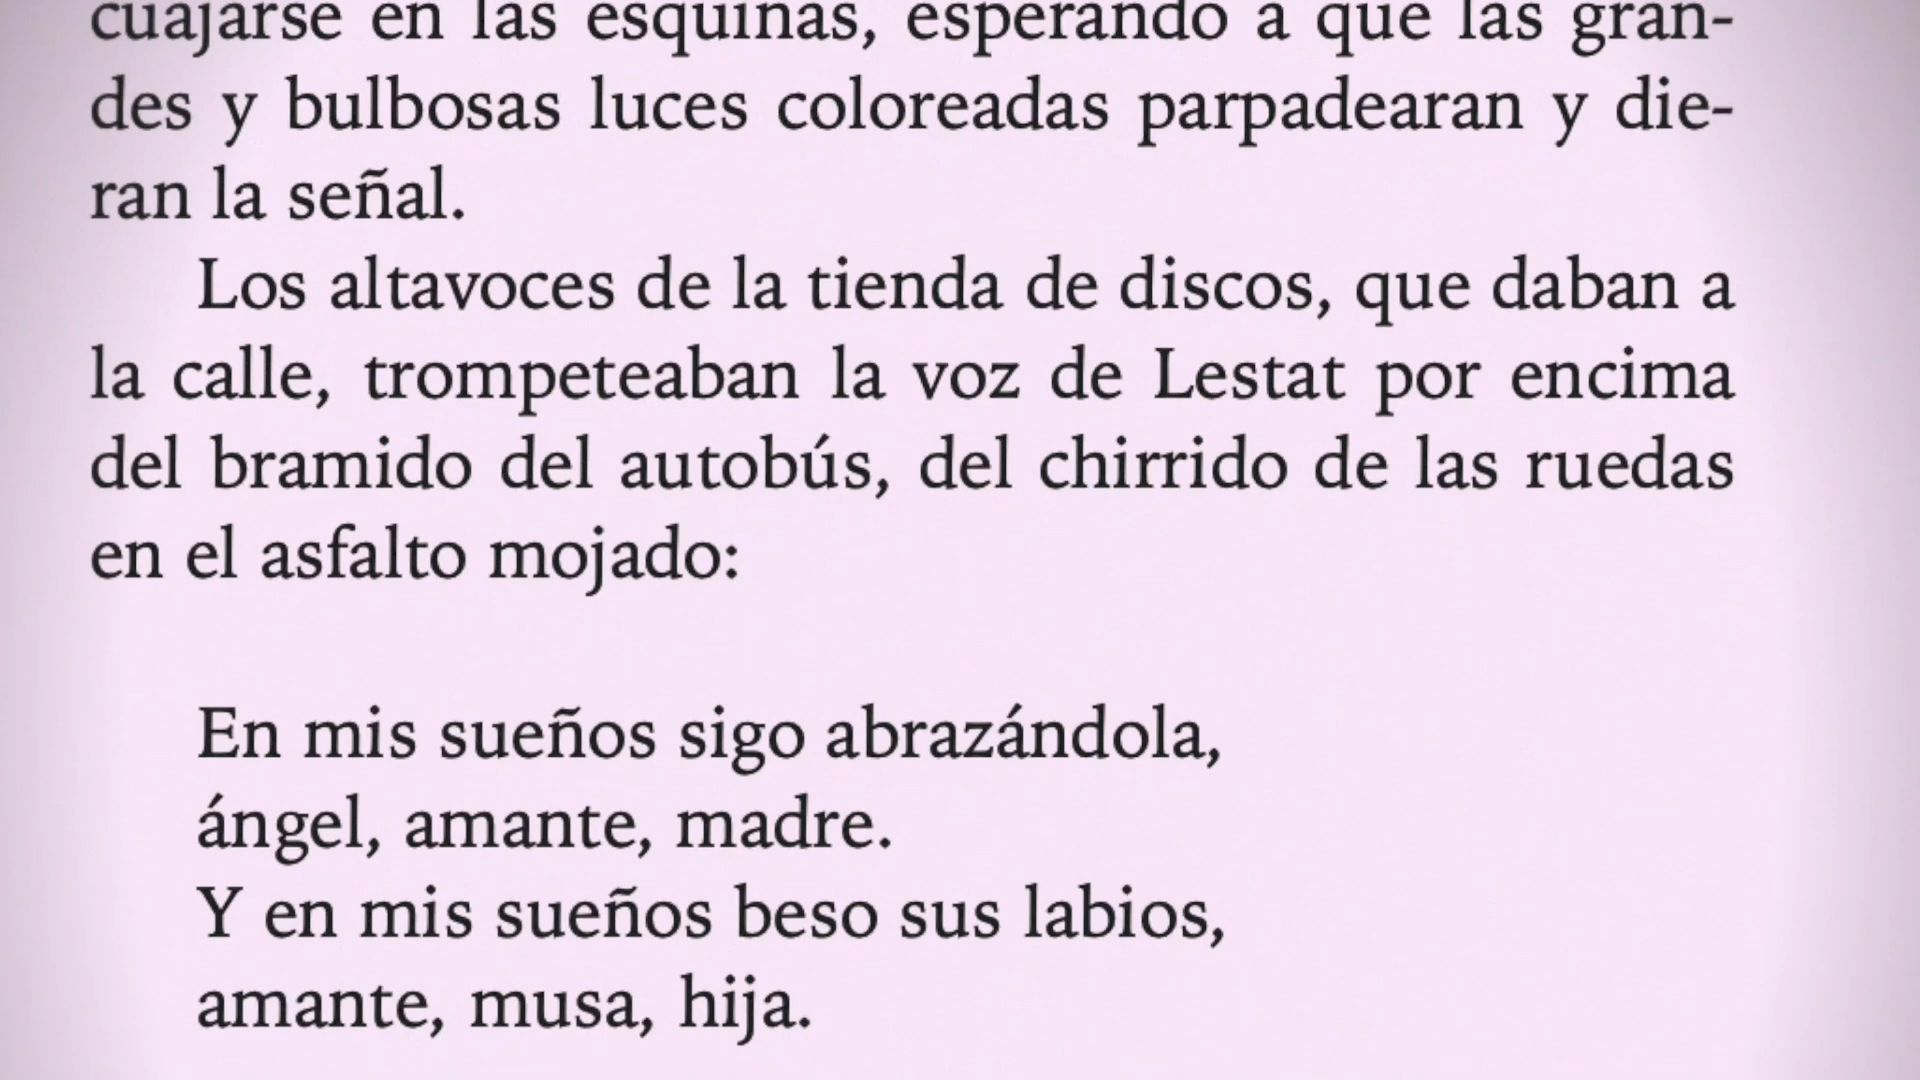 cuajarse en las esquinas, esperando a que las gran-
des y bulbosas luces coloreadas parpadearan y die-
ran la señal.
Los altavoces de la tienda de discos, que daban a
la calle, trompeteaban la voz de Lestat por encima
del bramido del autobús, del chirrido de las ruedas
en el asfalto mojado:
En mis sueños sigo abrazándola,
ángel, amante, madre.
Y en mis sueños beso sus labios,
amante, musa, hija.